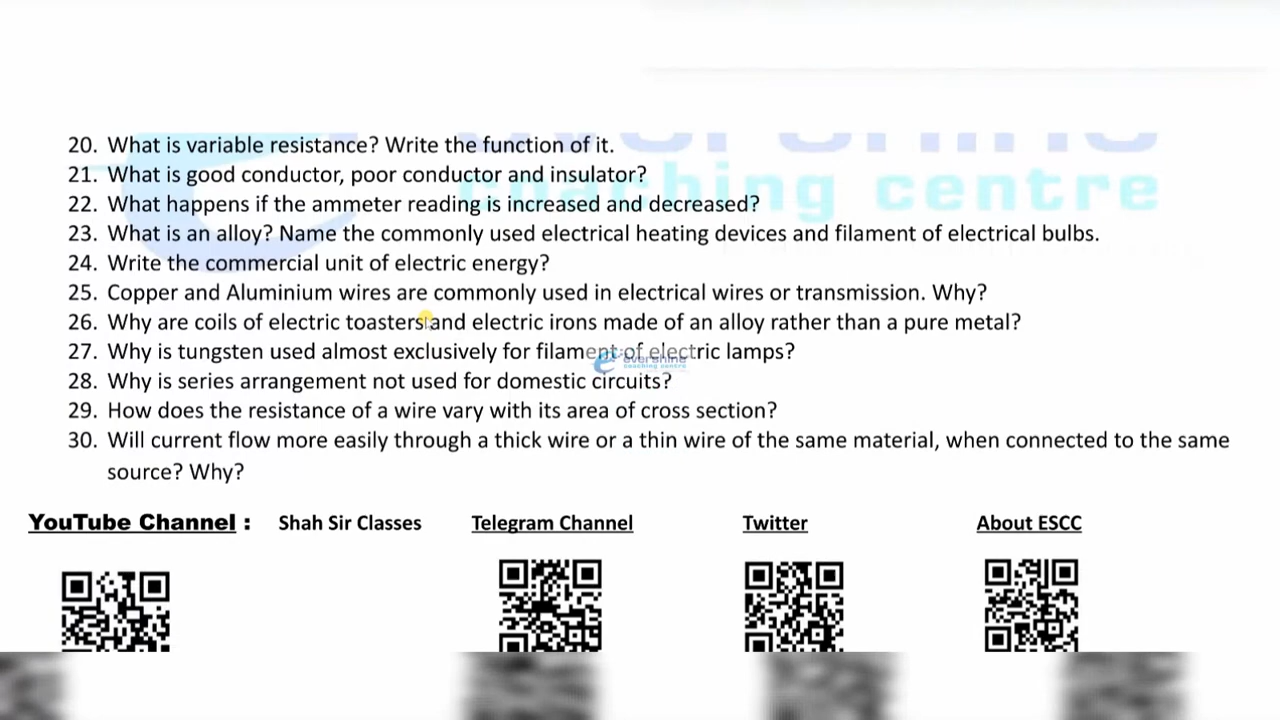 evershine
coaching centre
20. What is variable resistance? Write the function of it.
21. What is good conductor, poor conductor and insulator?
22. What happens if the ammeter reading is increased and decreased?
23. What is an alloy? Name the commonly used electrical heating devices and filament of electrical bulbs.
24. Write the commercial unit of electric energy?
25. Copper and Aluminium wires are commonly used in electrical wires or transmission. Why?
26. Why are coils of electric toasters and electric irons made of an alloy rather than a pure metal?
27. Why is tungsten used almost exclusively for filament of electric lamps?
evershine
coaching centre
28. Why is series arrangement not used for domestic circuits?
29. How does the resistance of a wire vary with its area of cross section?
30. Will current flow more easily through a thick wire or a thin wire of the same material, when connected to the same
source? Why?
YouTube Channel : Shah Sir Classes Telegram Channel Twitter About ESCC